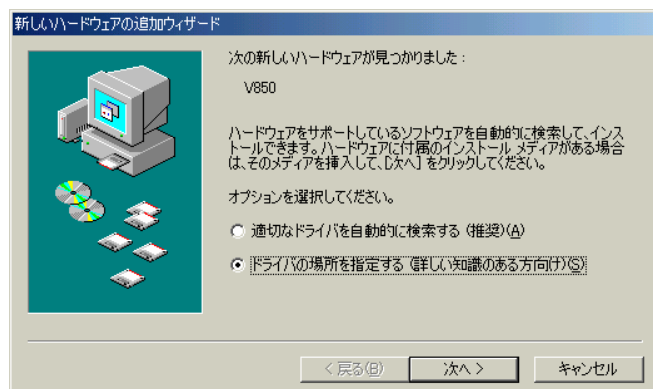 新しいハードウェアの追加ウィザード
次の新しいハードウェアが見つかりました：
V850
ハードウェアをサポートしているソフトウェアを自動的に検索して、インス
トールできます。ハードウェアに付属のインストール メディアがある場合
は、そのメディアを挿入して、[次へ] をクリックしてください。
オプションを選択してください。
適切なドライバを自動的に検索する (推奨)(A)
ドライバの場所を指定する (詳しい知識のある方向け)(S)
< 戻る(B)
次へ >
キャンセル